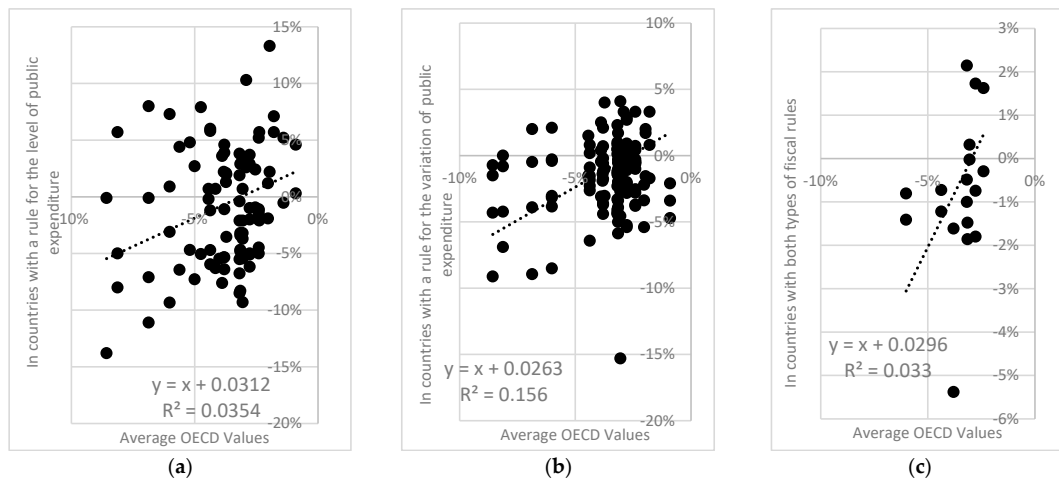 In countries with a rule for the level of public
expenditure
15%
10%
5%
0%
-5%
-10%
-15%
-20%
-10%
-5%
0%
y = x + 0.0312
R² = 0.0354
Average OECD Values
(a)
In countries with a rule for the variation of public
expenditure
10%
5%
0%
-5%
-10%
-15%
-20%
-10%
-5%
0%
y = x + 0.0263
R² = 0.156
Average OECD Values
(b)
In countries with both types of fiscal rules
3%
2%
1%
0%
-1%
-2%
-3%
-4%
-5%
-6%
-10%
-5%
0%
y = x + 0.0296
R² = 0.033
Average OECD Values
(c)